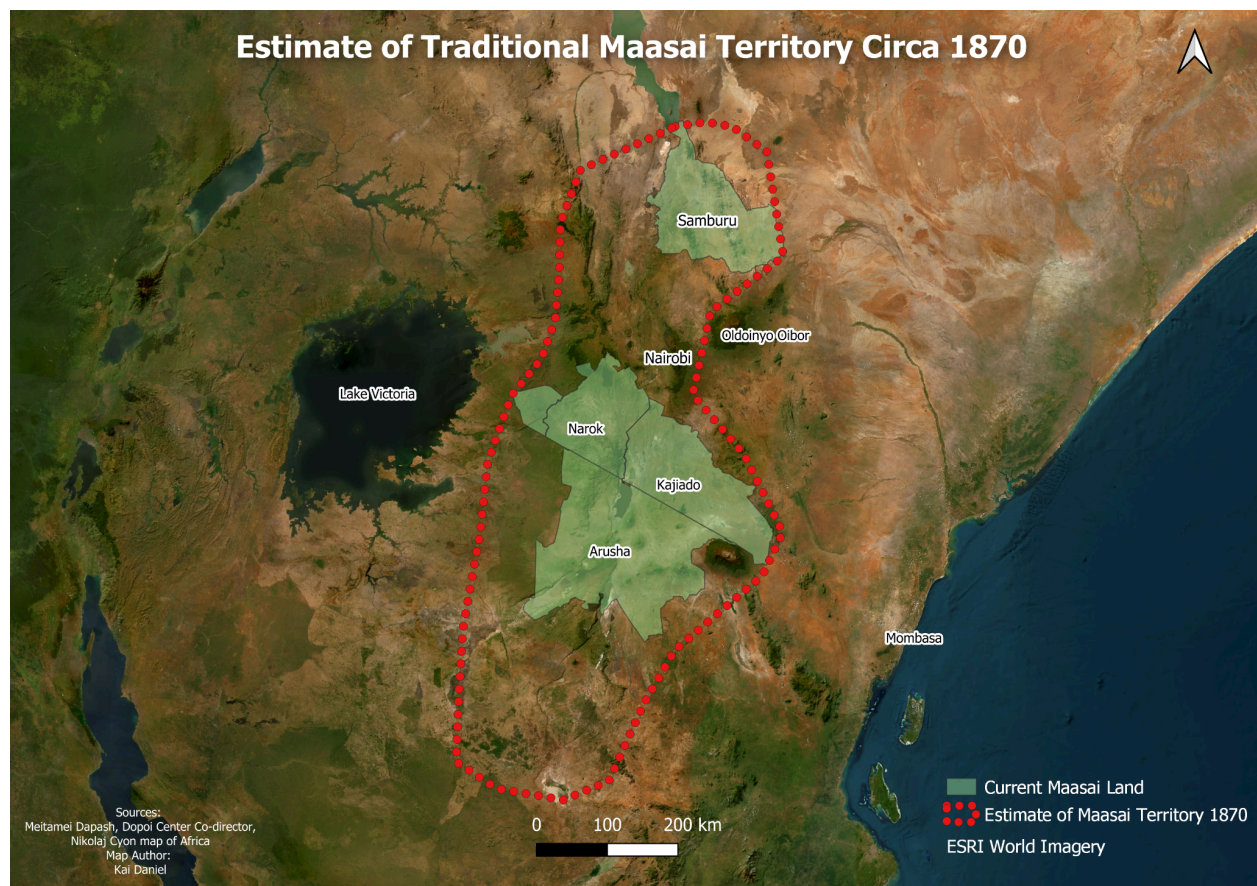 Estimate of Traditional Maasai Territory Circa 1870
Samburu
Oldoinyo Oibor
Nairobi
Lake Victoria
Narok
Kajiado
Arusha
Mombasa
Sources:
Meitamei Dapash, Dopoi Center Co-director,
Nikolaj Cyon map of Africa
Map Author:
Kai Daniel
0 100 200 km
Current Maasai Land
Estimate of Maasai Territory 1870
ESRI World Imagery